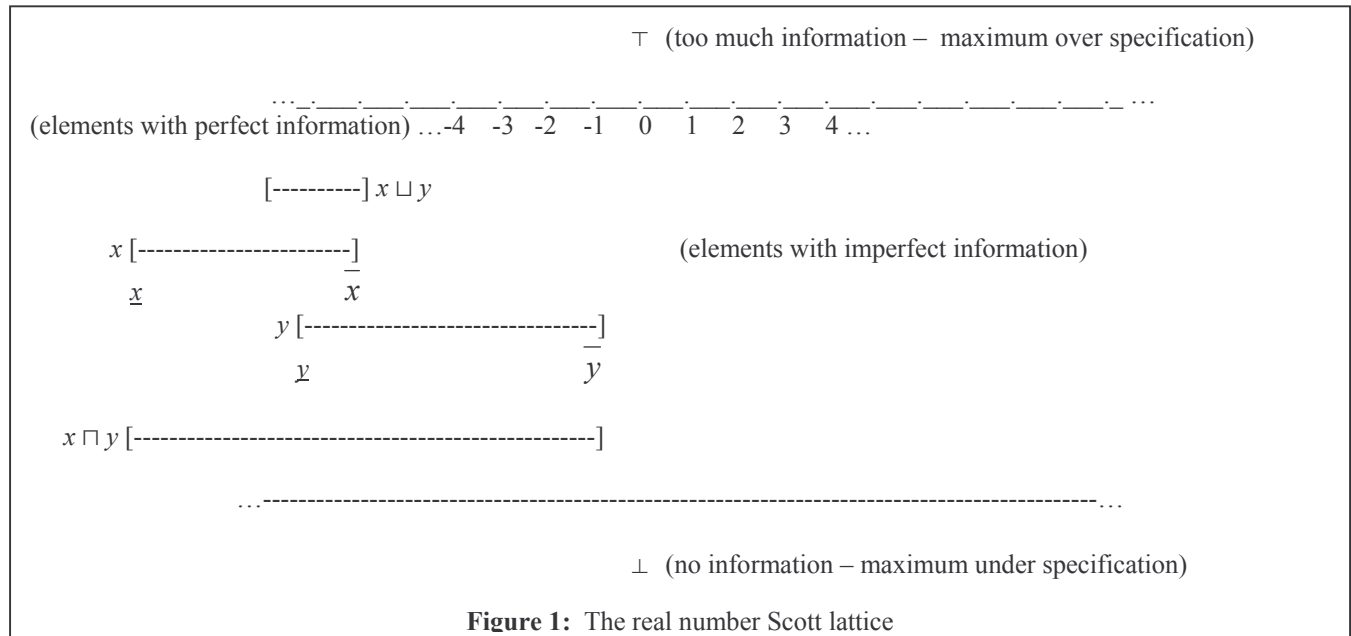 ⊤ (too much information – maximum over specification)
…_.___.___.___.___.___.___.___.___.___.___.___.___.___.___.___.___.___._ …
(elements with perfect information) …-4 -3 -2 -1 0 1 2 3 4 …
[----------] x ⊔ y
x [------------------------] (elements with imperfect information)
x̲ x̅
y [---------------------------------]
y̲ y̅
x ⊓ y [----------------------------------------------------]
…-----------------------------------------------------------------------------------------------…
⊥ (no information – maximum under specification)
Figure 1: The real number Scott lattice